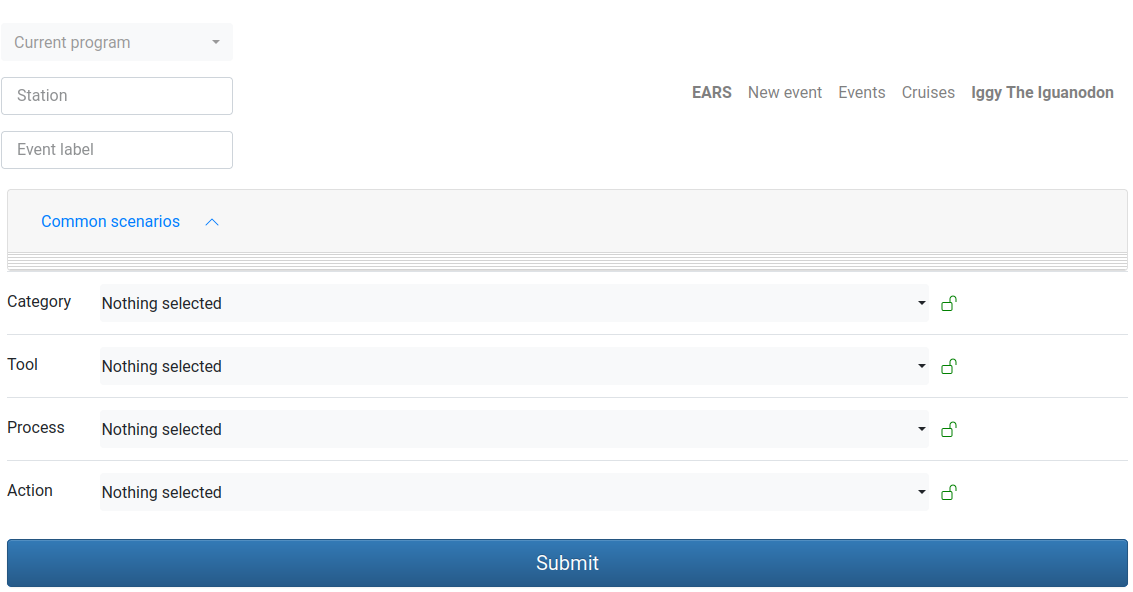 Current program
Station
EARS New event Events Cruises Iggy The Iguanodon
Event label
Common scenarios
Category Nothing selected
Tool Nothing selected
Process Nothing selected
Action Nothing selected
Submit